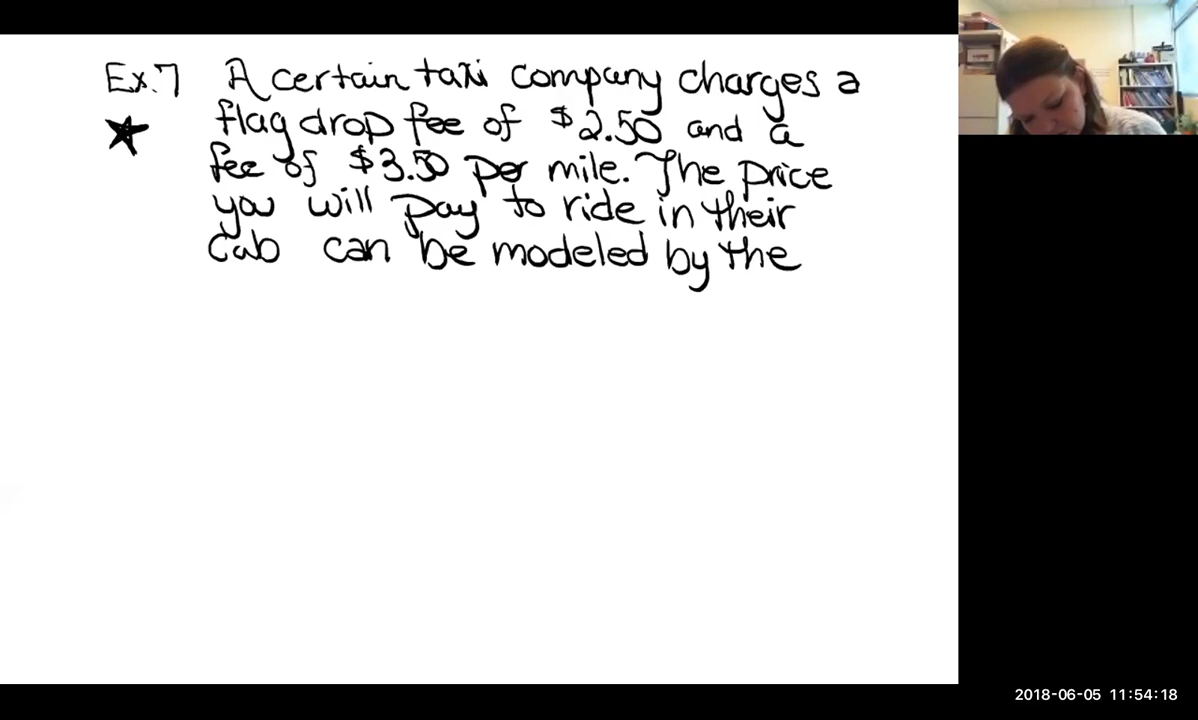 Ex.7 A certain taxi company charges a
★ flag drop fee of $2.50 and a
fee of $3.50 per mile. The price
you will pay to ride in their
cab can be modeled by the
2018-06-05 11:54:18